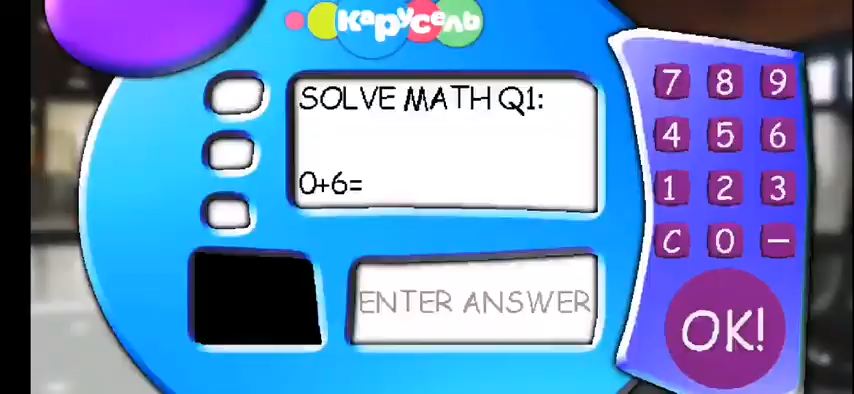 Карусель
SOLVE MATH Q1:
0+6=
ENTER ANSWER
7 8 9
4 5 6
1 2 3
C 0 –
OK!